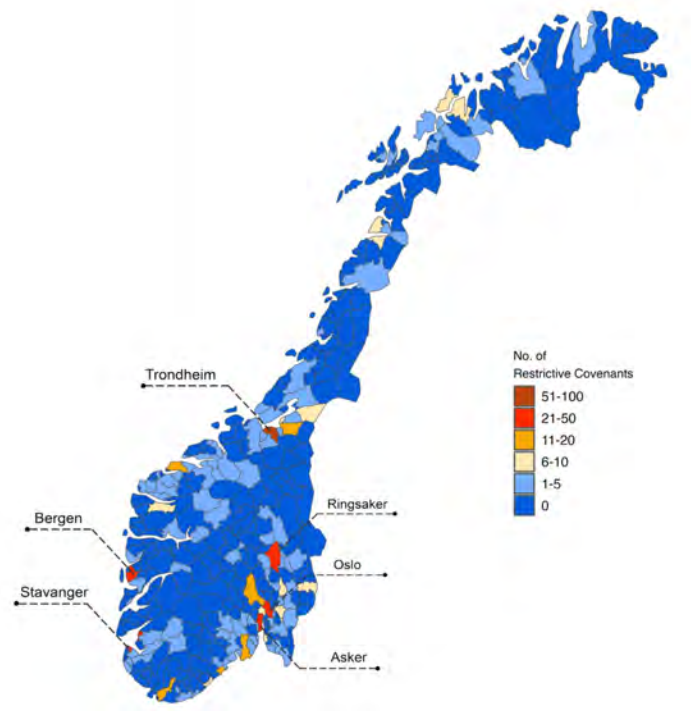 Trondheim
No. of
Restrictive Covenants
51-100
21-50
11-20
6-10
1-5
0
Ringsaker
Bergen
Oslo
Stavanger
Asker